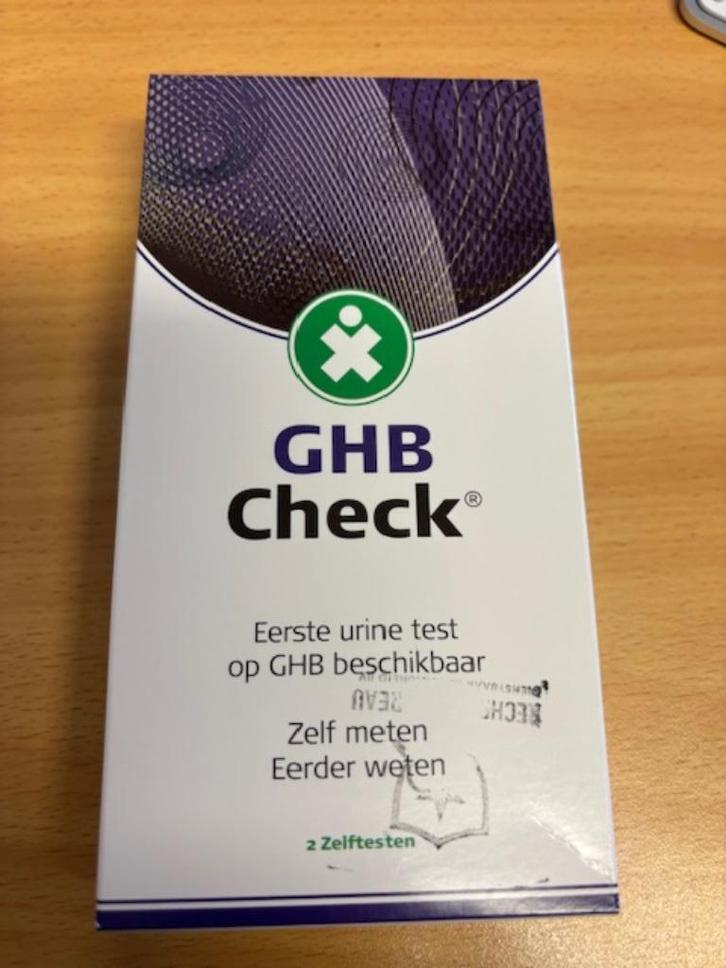 GHB
Check®
Eerste urine test
op GHB beschikbaar
Zelf meten
Eerder weten
2 Zelftesten